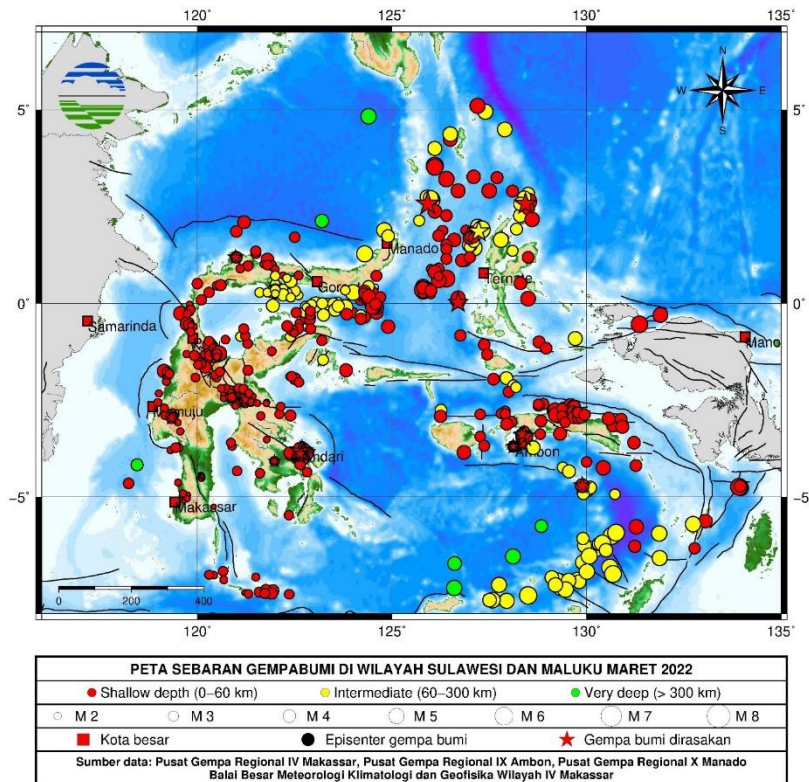 120° 125° 130° 135°
N
W E
S
5° 5°
Manado
Ternate
0° 0°
Samarinda
Mano
Ambon
−5° −5°
Makassar
0 200 400
120° 125° 130° 135°
PETA SEBARAN GEMPABUMI DI WILAYAH SULAWESI DAN MALUKU MARET 2022
Shallow depth (0–60 km) Intermediate (60–300 km) Very deep (> 300 km)
M 2 M 3 M 4 M 5 M 6 M 7 M 8
Kota besar Episenter gempa bumi Gempa bumi dirasakan
Sumber data: Pusat Gempa Regional IV Makassar, Pusat Gempa Regional IX Ambon, Pusat Gempa Regional X Manado
Balai Besar Meteorologi Klimatologi dan Geofisika Wilayah IV Makassar